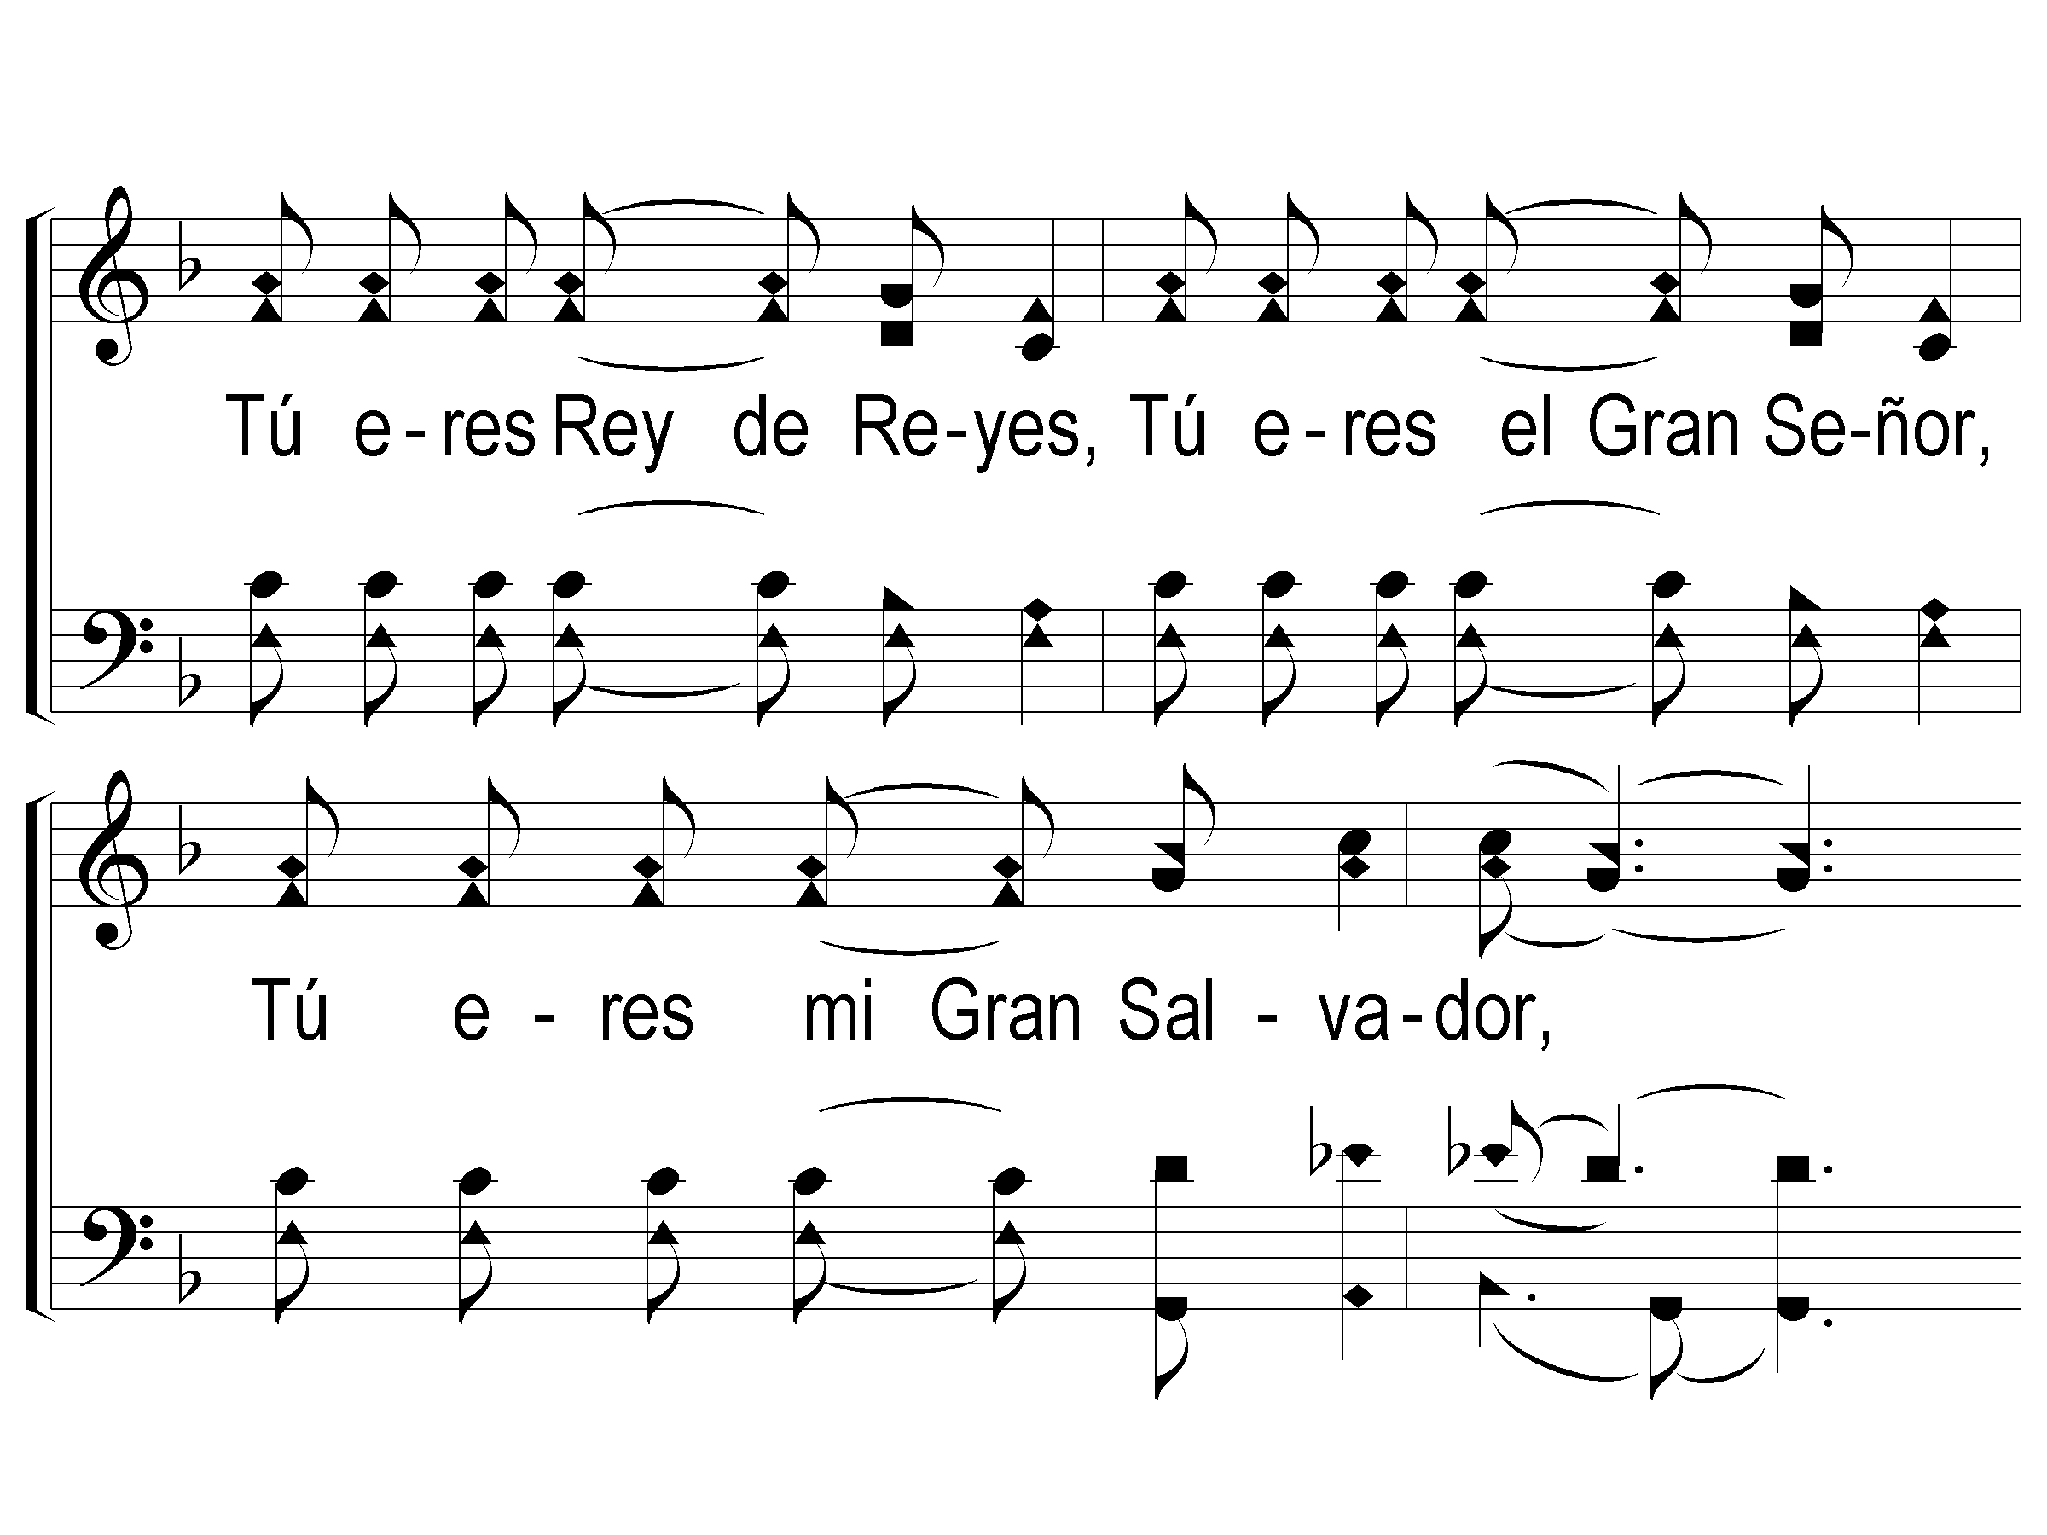 Tú e-res Rey de Re-yes, Tú e-res el Gran Se-ñor,
Tú e - res mi Gran Sal - va-dor,